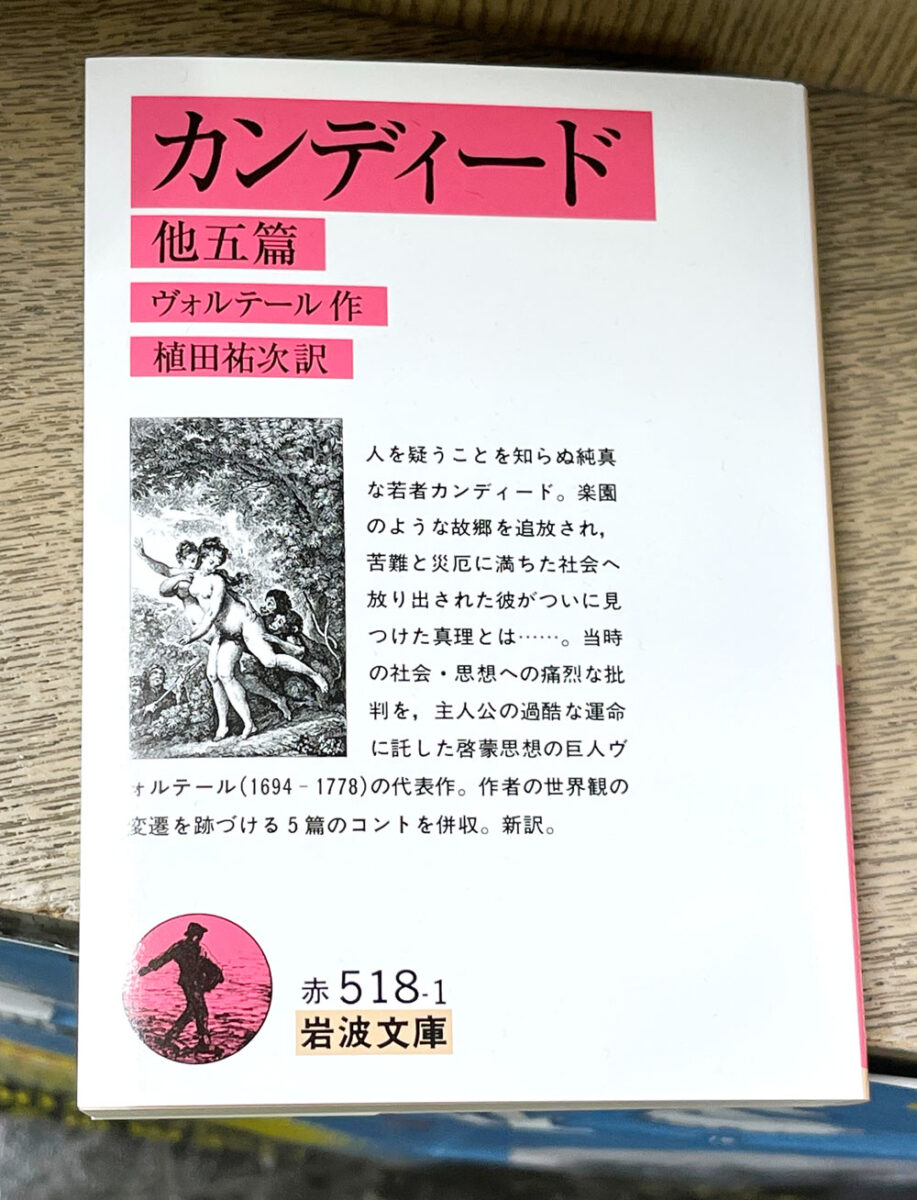 カンディード
他五篇
ヴォルテール作
植田祐次訳
人を疑うことを知らぬ純真
な若者カンディード。楽園
のような故郷を追放され，
苦難と災厄に満ちた社会へ
放り出された彼がついに見
つけた真理とは……。当時
の社会・思想への痛烈な批
判を，主人公の過酷な運命
に託した啓蒙思想の巨人ヴ
ォルテール(1694‐1778)の代表作。作者の世界観の
変遷を跡づける5篇のコントを併収。新訳。
赤518-1
岩波文庫